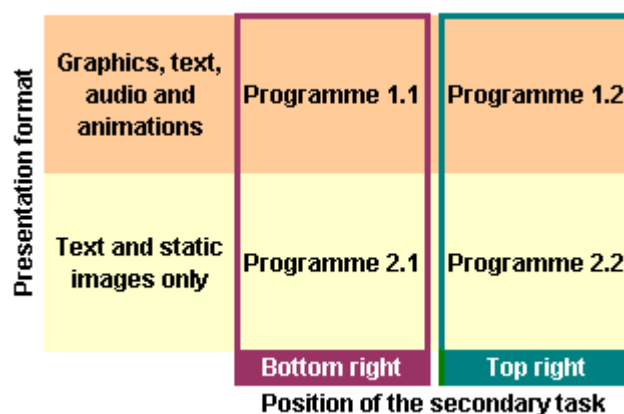 Presentation format
Graphics, text,
audio and
animations
Programme 1.1
Programme 1.2
Text and static
images only
Programme 2.1
Programme 2.2
Bottom right
Top right
Position of the secondary task